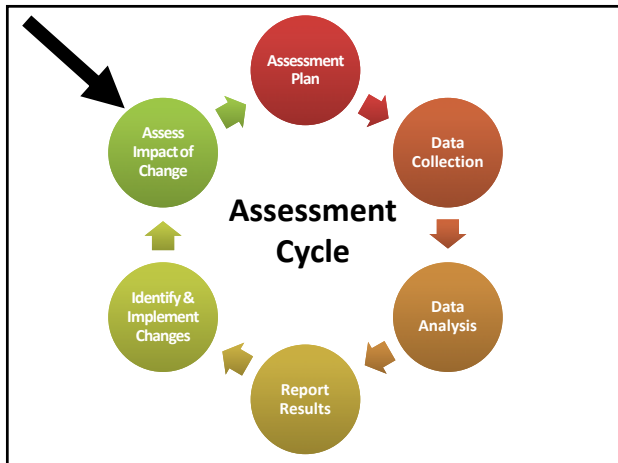 Assessment
Plan
Data
Collection
Data
Analysis
Report
Results
Identify &
Implement
Changes
Assess
Impact of
Change
Assessment
Cycle